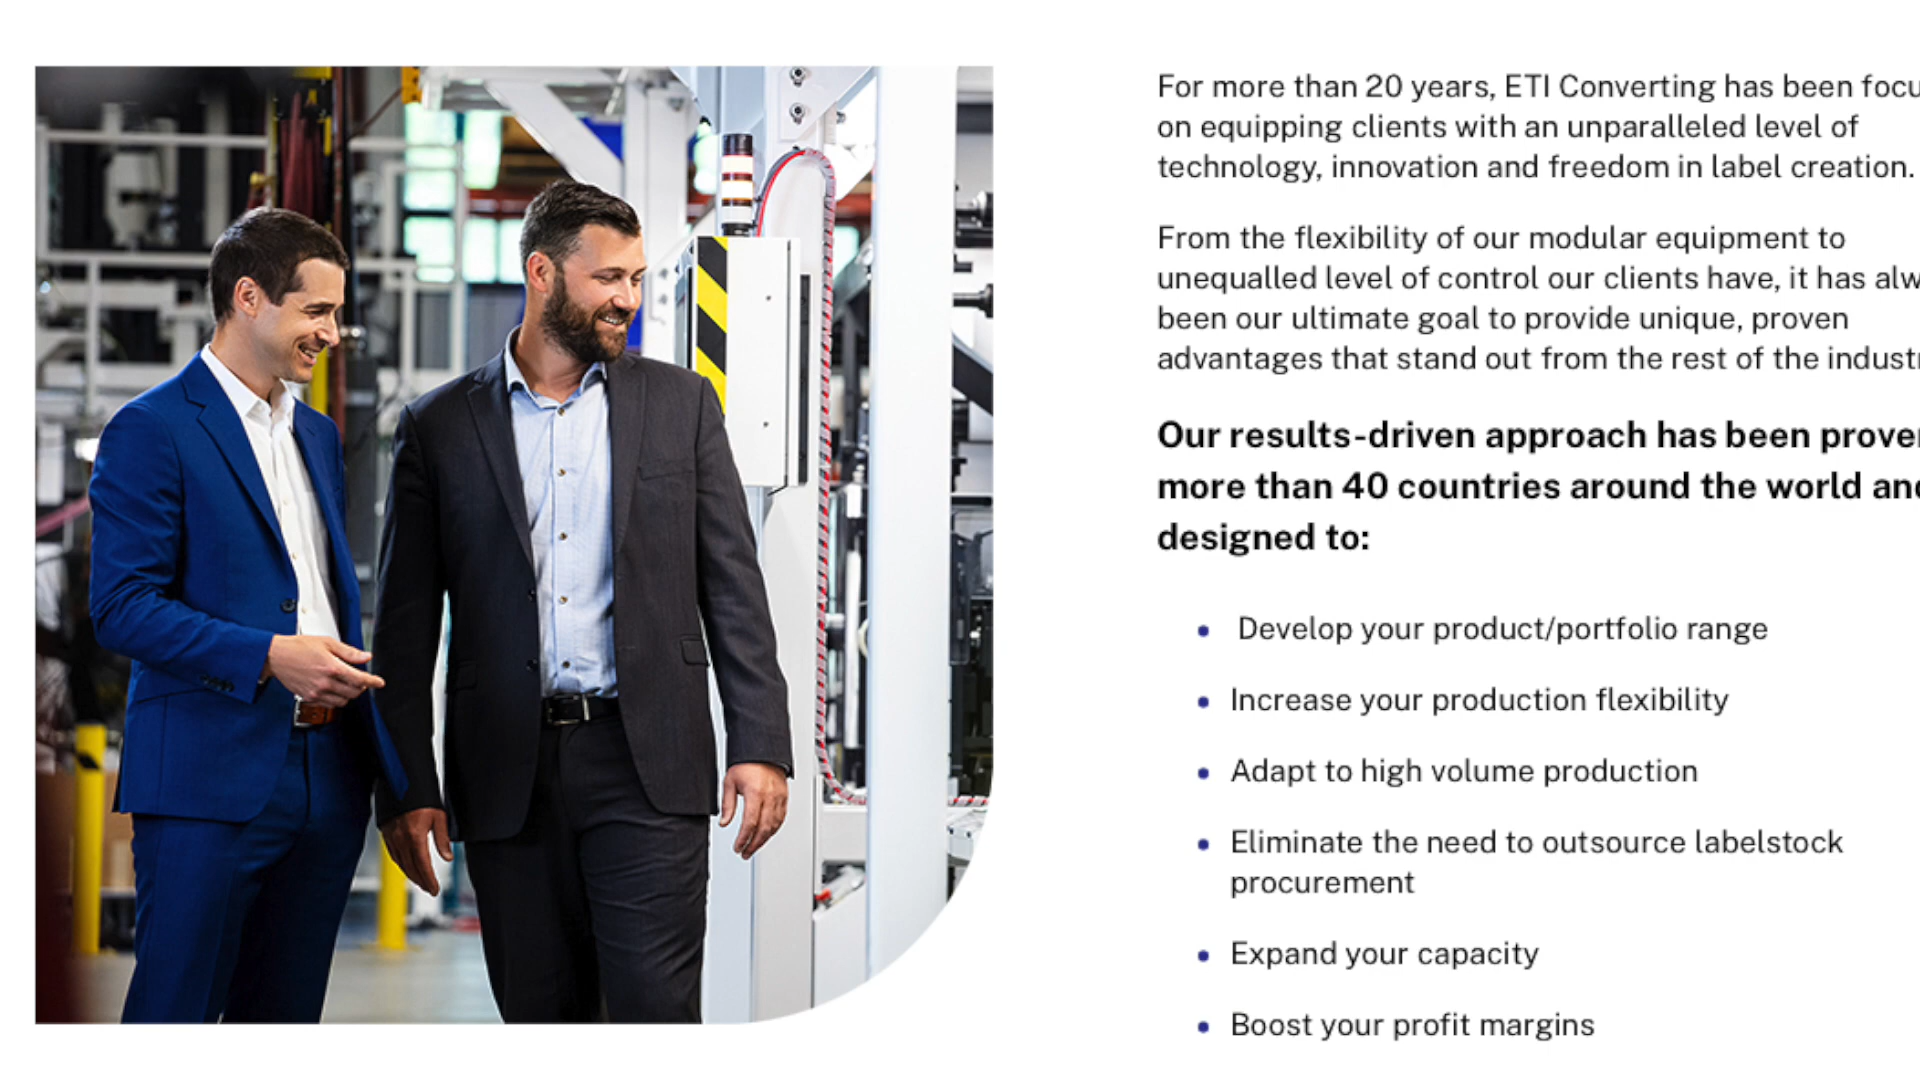 For more than 20 years, ETI Converting has been
on equipping clients with an unparalleled level of
technology, innovation and freedom in label creation.
From the flexibility of our modular equipment to
unequalled level of control our clients have, it has
been our ultimate goal to provide unique, proven
advantages that stand out from the rest of the
Our results-driven approach has been
more than 40 countries around the world
designed to:
Develop your product/portfolio range
Increase your production flexibility
Adapt to high volume production
Eliminate the need to outsource labelstock
procurement
Expand your capacity
Boost your profit margins